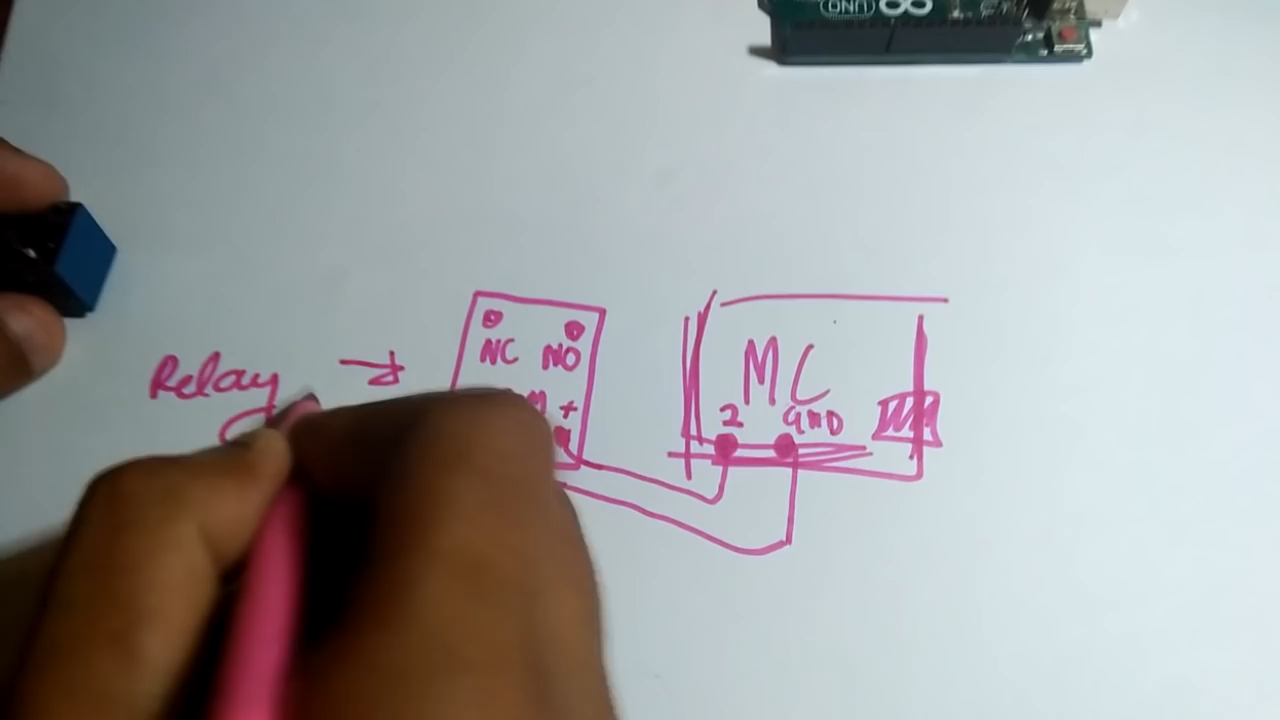 UNO
Relay →
NC NO
+
MC
2 GND